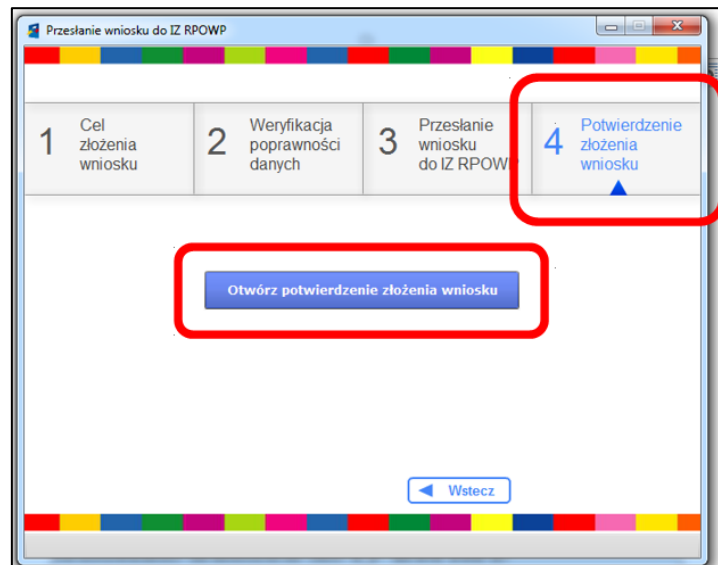 Przesłanie wniosku do IZ RPOWP
1
Cel
złożenia
wniosku
2
Weryfikacja
poprawności
danych
3
Przesłanie
wniosku
do IZ RPOWP
4
Potwierdzenie
złożenia
wniosku
Otwórz potwierdzenie złożenia wniosku
Wstecz